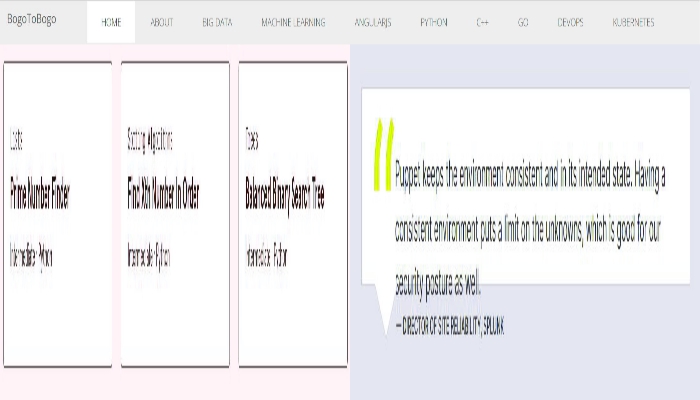 BogoToBogo
HOME ABOUT BIG DATA MACHINE LEARNING ANGULARJS PYTHON C++ GO DEVOPS KUBERNETES
Lists
Prime Number Finder
Intermediate Python
Sorting Algorithms
Find Xth Number In Order
Intermediate Python
Trees
Balanced Binary Search Tree
Intermediate Python
“
Puppet keeps the environment consistent and in its intended state. Having a
consistent environment puts a limit on the unknowns, which is good for our
security posture as well.
— DIRECTOR OF SITE RELIABILITY, SPLUNK